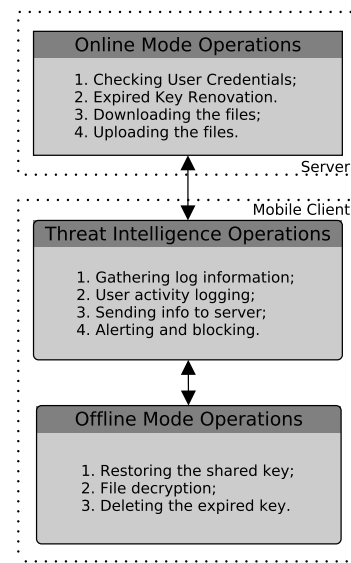 Online Mode Operations
1. Checking User Credentials;
2. Expired Key Renovation.
3. Downloading the files;
4. Uploading the files.
Server
Mobile Client
Threat Intelligence Operations
1. Gathering log information;
2. User activity logging;
3. Sending info to server;
4. Alerting and blocking.
Offline Mode Operations
1. Restoring the shared key;
2. File decryption;
3. Deleting the expired key.